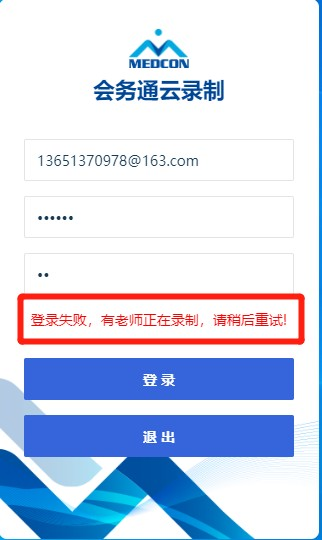 MEDCON
会务通云录制
13651370978@163.com
••••••
••
登录失败，有老师正在录制，请稍后重试!
登 录
退 出